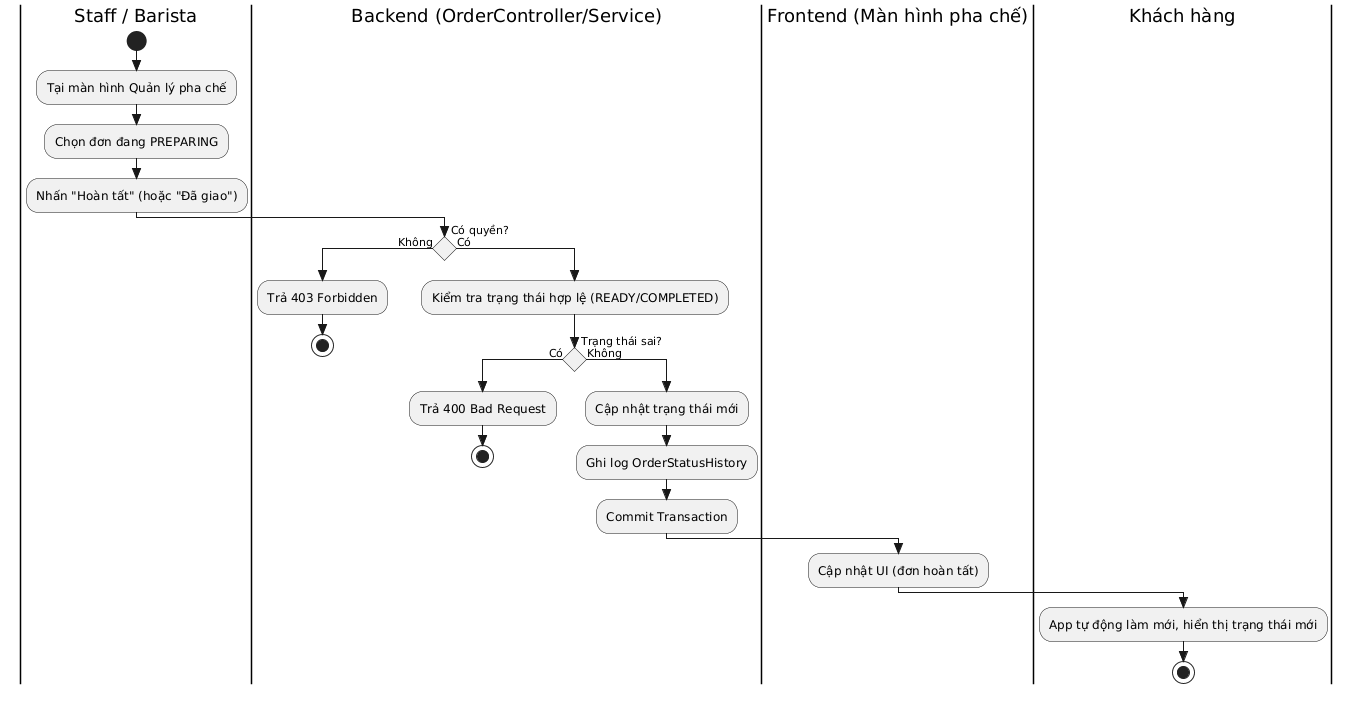 Staff / Barista
Backend (OrderController/Service)
Frontend (Màn hình pha chế)
Khách hàng
Tại màn hình Quản lý pha chế
Chọn đơn đang PREPARING
Nhấn "Hoàn tất" (hoặc "Đã giao")
Có quyền?
Không
Có
Trả 403 Forbidden
Kiểm tra trạng thái hợp lệ (READY/COMPLETED)
Trạng thái sai?
Có
Không
Trả 400 Bad Request
Cập nhật trạng thái mới
Ghi log OrderStatusHistory
Commit Transaction
Cập nhật UI (đơn hoàn tất)
App tự động làm mới, hiển thị trạng thái mới